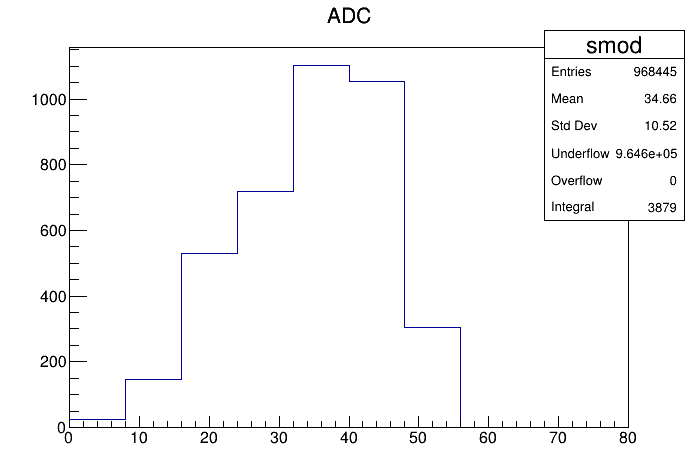 ADC
smod
Entries 968445
Mean 34.66
Std Dev 10.52
Underflow 9.646e+05
Overflow 0
Integral 3879
1000
800
600
400
200
0
0 10 20 30 40 50 60 70 80